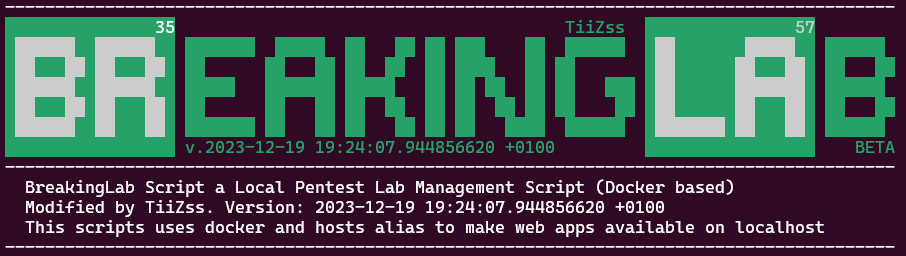 35 TiiZss 57
BREAKINGLAB
v.2023-12-19 19:24:07.944856620 +0100 BETA
BreakingLab Script a Local Pentest Lab Management Script (Docker based)
Modified by TiiZss. Version: 2023-12-19 19:24:07.944856620 +0100
This scripts uses docker and hosts alias to make web apps available on localhost